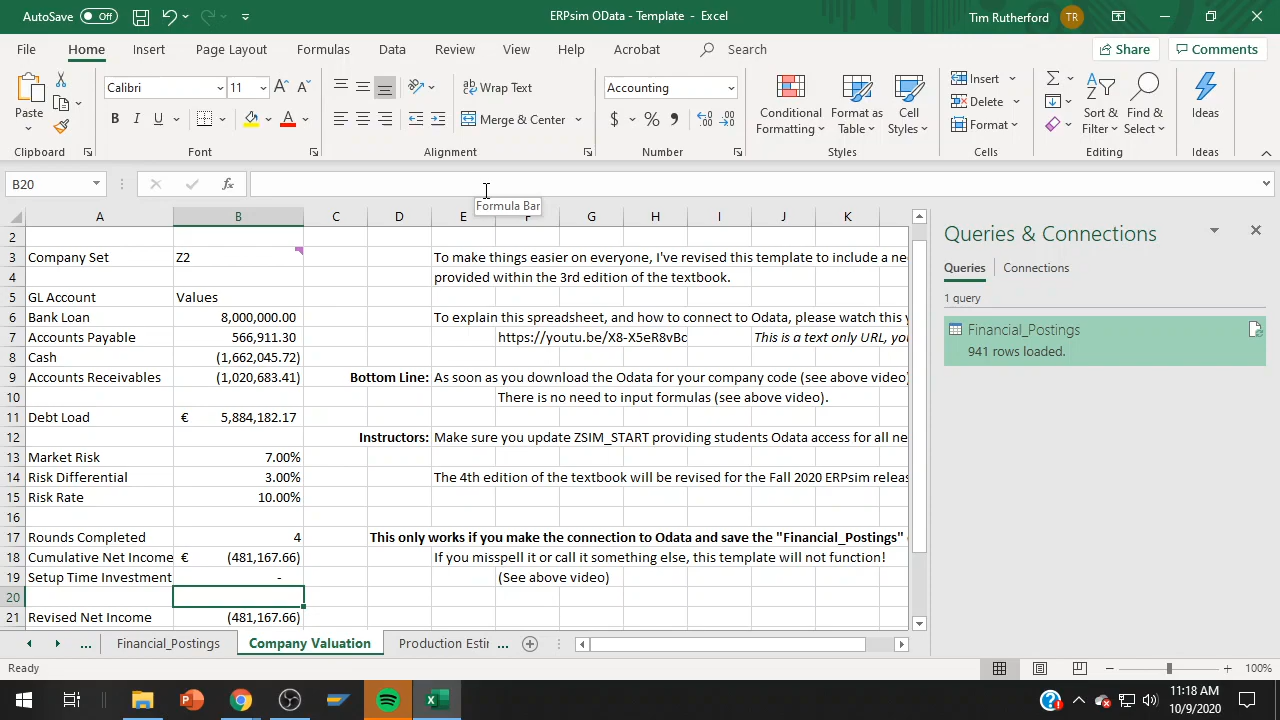 AutoSave Off ERPsim OData - Template - Excel Tim Rutherford TR
File Home Insert Page Layout Formulas Data Review View Help Acrobat Search Share Comments
Paste Calibri 11 A A Wrap Text Accounting Conditional Formatting Format as Table Cell Styles Insert Sort & Filter Find & Select Ideas
B I U A Merge & Center $ % Delete
Format
Clipboard Font Alignment Number Styles Cells Editing Ideas
B20 fx
Formula Bar
A B C D E F G H I J K
2
3 Company Set Z2 To make things easier on everyone, I've revised this template to include a ne
4 provided within the 3rd edition of the textbook.
5 GL Account Values
6 Bank Loan 8,000,000.00 To explain this spreadsheet, and how to connect to Odata, please watch this y
7 Accounts Payable 566,911.30 https://youtu.be/X8-X5eR8vBc This is a text only URL, yo
8 Cash (1,662,045.72)
9 Accounts Receivables (1,020,683.41) Bottom Line: As soon as you download the Odata for your company code (see above video)
10 There is no need to input formulas (see above video).
11 Debt Load € 5,884,182.17
12 Instructors: Make sure you update ZSIM_START providing students Odata access for all ne
13 Market Risk 7.00%
14 Risk Differential 3.00% The 4th edition of the textbook will be revised for the Fall 2020 ERPsim releas
15 Risk Rate 10.00%
16
17 Rounds Completed 4 This only works if you make the connection to Odata and save the "Financial_Postings"
18 Cumulative Net Income € (481,167.66) If you misspell it or call it something else, this template will not function!
19 Setup Time Investment - (See above video)
20
21 Revised Net Income (481,167.66)
Queries & Connections
Queries Connections
1 query
Financial_Postings
941 rows loaded.
... Financial_Postings Company Valuation Production Estir ...
Ready 100%
11:18 AM
10/9/2020